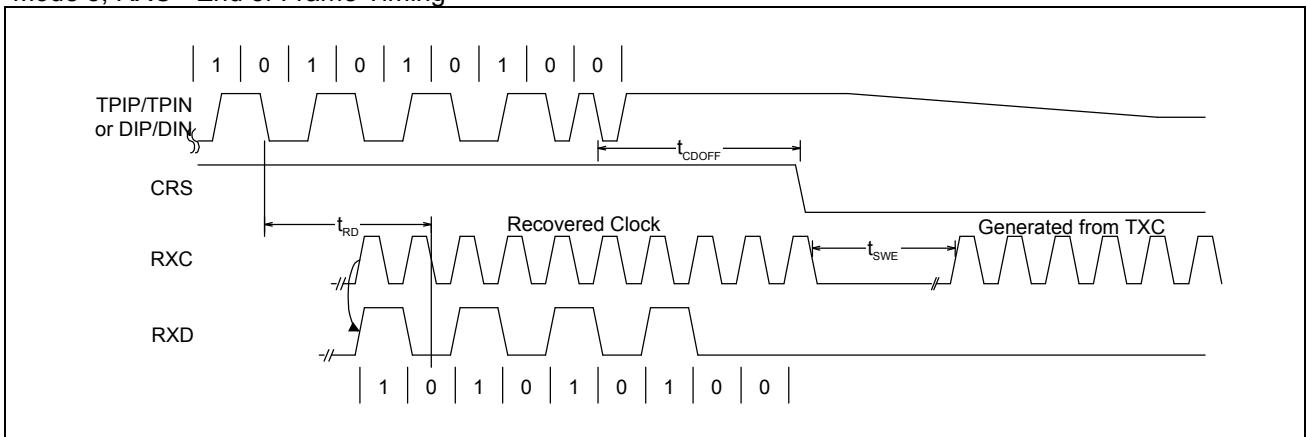 Mode 3, RXC - End of Frame Timing
1 0 1 0 1 0 1 0 0
TPIP/TPIN
or DIP/DIN
tCDOFF
CRS
tRD
Recovered Clock
Generated from TXC
RXC
tSWE
RXD
1 0 1 0 1 0 1 0 0